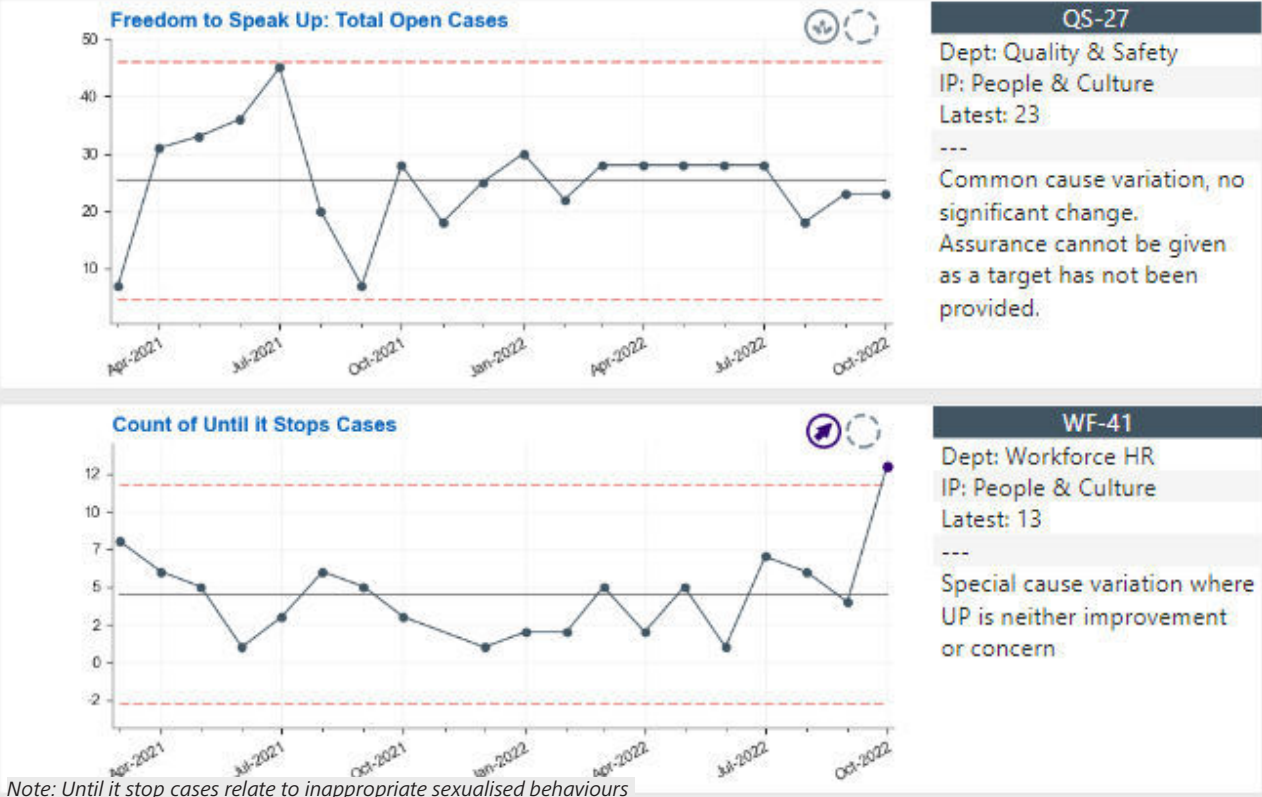 Freedom to Speak Up: Total Open Cases
50
40
30
20
10
Apr-2021
Jul-2021
Oct-2021
Jan-2022
Apr-2022
Jul-2022
Oct-2022
QS-27
Dept: Quality & Safety
IP: People & Culture
Latest: 23
---
Common cause variation, no
significant change.
Assurance cannot be given
as a target has not been
provided.
Count of Until it Stops Cases
12
10
7
5
2
0
-2
Apr-2021
Jul-2021
Oct-2021
Jan-2022
Apr-2022
Jul-2022
Oct-2022
WF-41
Dept: Workforce HR
IP: People & Culture
Latest: 13
---
Special cause variation where
UP is neither improvement
or concern
Note: Until it stop cases relate to inappropriate sexualised behaviours